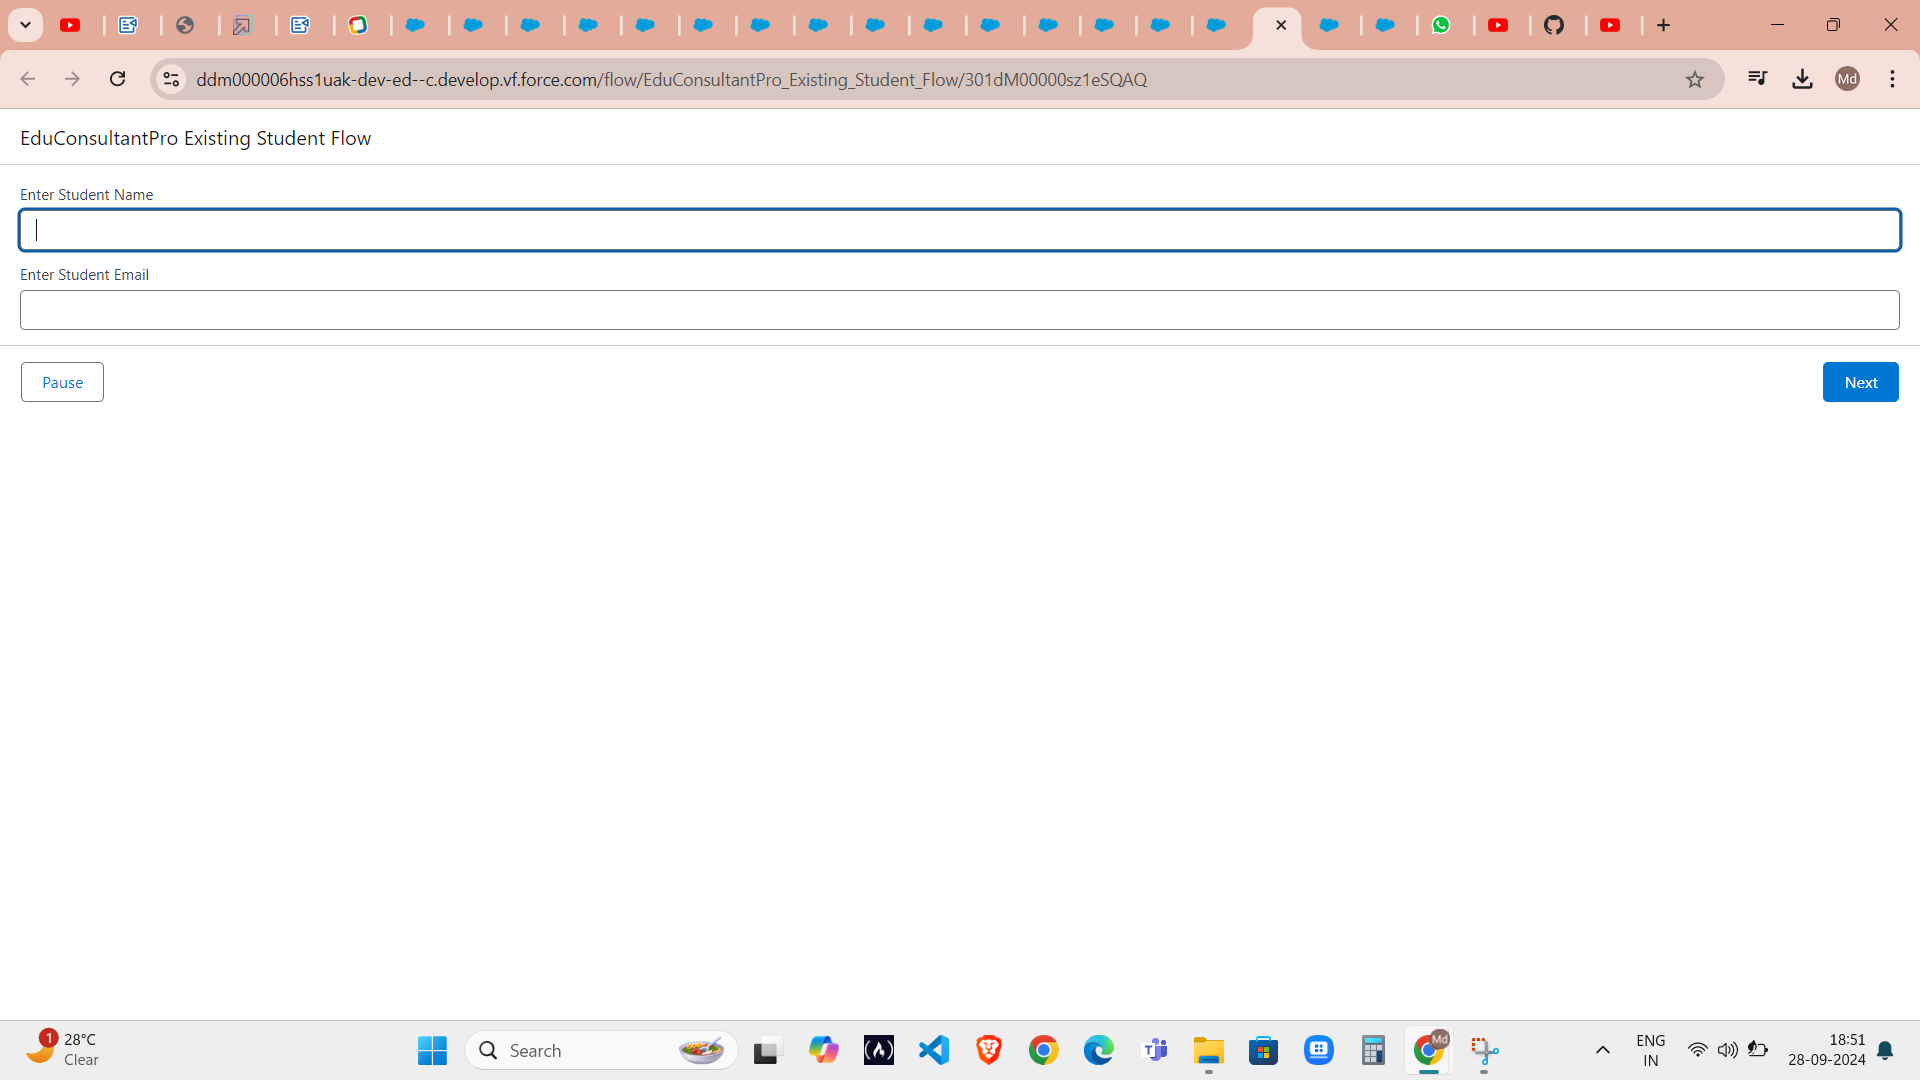 ddm000006hss1uak-dev-ed--c.develop.vf.force.com/flow/EduConsultantPro_Existing_Student_Flow/301dM00000sz1eSQAQ
Md
EduConsultantPro Existing Student Flow
Enter Student Name
Enter Student Email
Pause
Next
1
28°C
Clear
Search
Md
ENG
IN
18:51
28-09-2024